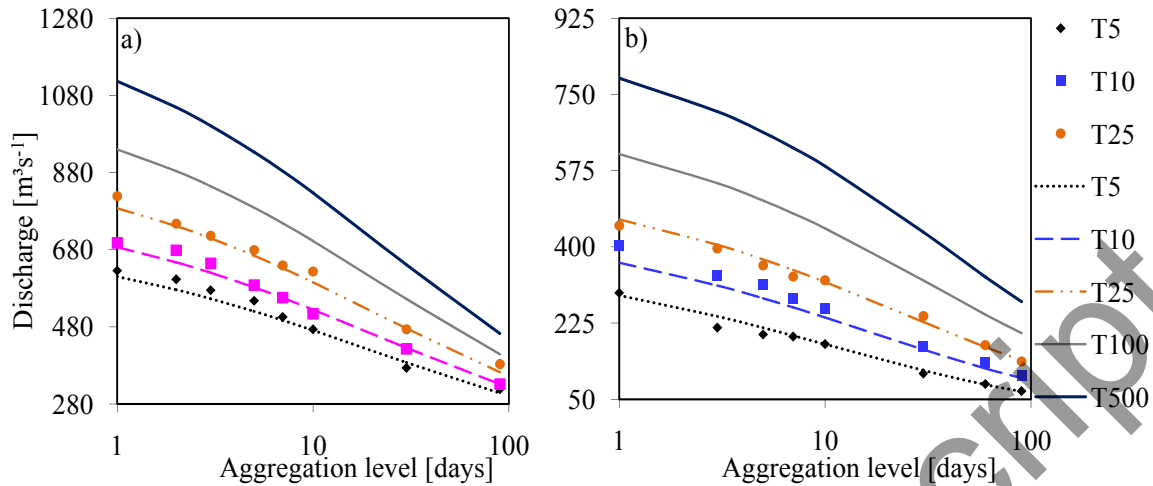 1280
1080
880
680
480
280
a)
Discharge [m³s⁻¹]
1
10
100
Aggregation level [days]
925
750
575
400
225
50
b)
1
10
100
Aggregation level [days]
T5
T10
T25
T5
T10
T25
T100
T500
cript